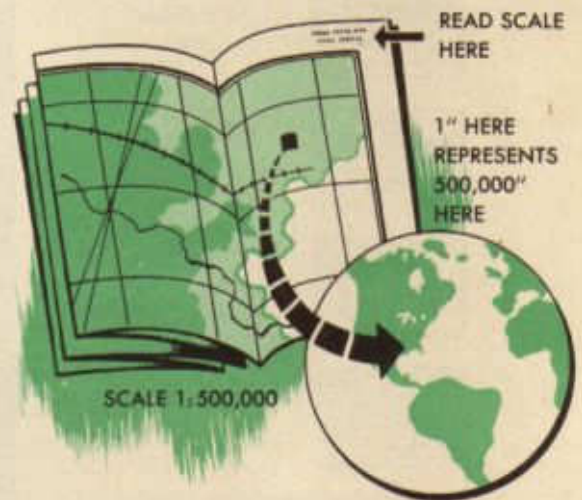 READ SCALE
HERE
1" HERE
REPRESENTS
500,000"
HERE
SCALE 1:500,000